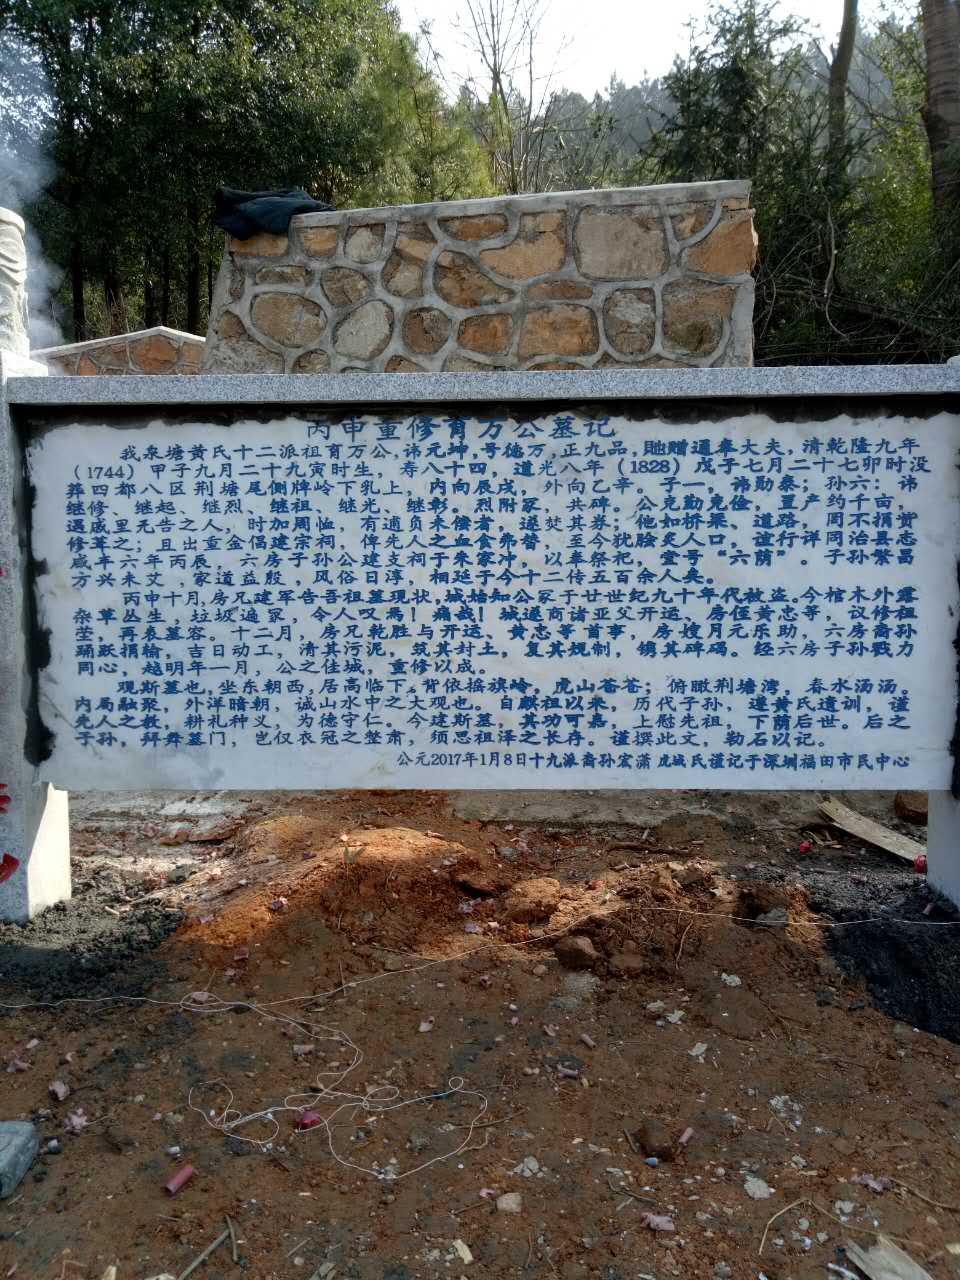 丙申重修育万公墓记
我泉塘黄氏十二派祖育万公,讳元坤,号德万,正九品,貤赠通奉大夫,清乾隆九年
(1744)甲子九月二十九寅时生,寿八十四,道光八年(1828)戊子七月二十七卯时没
葬四都八区荆塘尾侧牌岭下乳上,内向辰戌,外向乙辛。子一,讳勋泰;孙六:讳
继修、继起、继烈、继祖、继光、继彰。烈附冢,共碑。公克勤克俭,置产约千亩,
遇戚里无告之人,时加周恤,有逋负未偿者,遂焚其券;他如桥梁、道路,罔不捐赀
修葺之;且出重金倡建宗祠,俾先人之血食弗替,至今犹脍炙人口,谊行详同治县志
咸丰六年丙辰,六房子孙公建支祠于朱家冲,以奉祭祀,堂号“六荫”。子孙繁昌
方兴未艾,家道益殷,风俗日淳,相延于今十二传五百余人矣。
丙申十月,房兄建军告吾祖墓现状,城始知公冢于廿世纪九十年代被盗。今棺木外露
杂草丛生,垃圾遍冢,令人叹焉!痛哉!城遂商诸亚父开运、房侄黄忠等,议修祖
茔,再泰墓容。十二月,房兄乾胜与开运、黄忠等首事,房嫂月元乐助,六房裔孙
踊跃捐输,吉日动工,清其污泥,筑其封土,复其规制,镌其碑碣。经六房子孙戮力
同心,越明年一月,公之佳城,重修以成。
观斯墓也,坐东朝西,居高临下。背依摇旗岭,虎山苍苍;俯瞰荆塘湾,春水汤汤。
内局融聚,外洋暗朝,诚山水中之大观也。自麒祖以来,历代子孙,遵黄氏遗训,谨
先人之教,耕礼种义,为德守仁。今建斯墓,其功可嘉,上慰先祖,下荫后世。后之
子孙,拜舜墓门,岂仅衣冠之埜肃,须思祖泽之长存。谨撰此文,勒石以记。
公元2017年1月8日十九派裔孙宏潇 城氏谨记于深圳福田市民中心